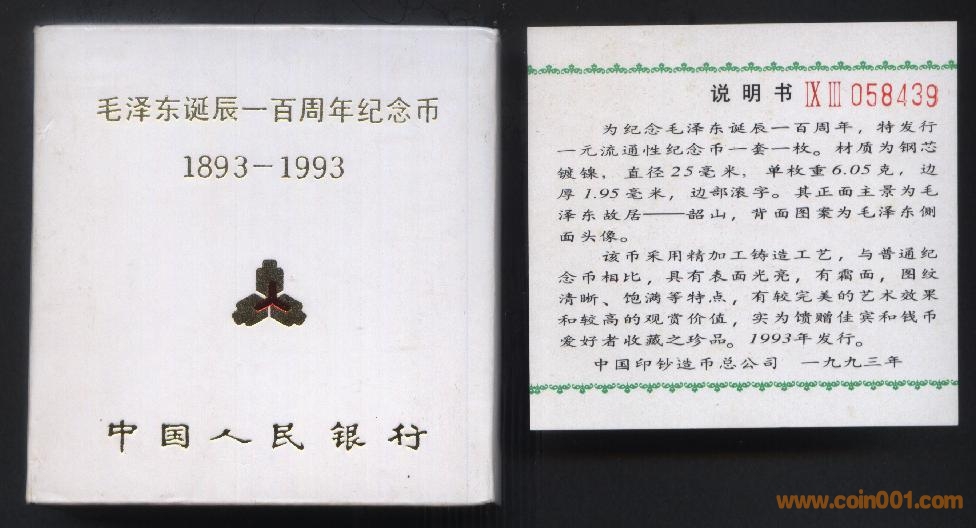 毛泽东诞辰一百周年纪念币
1893-1993
中国人民银行
说明书 IX III 058439
为纪念毛泽东诞辰一百周年，特发行
一元流通性纪念币一套一枚。材质为钢芯
镀镍，直径25毫米，单枚重6.05克，边
厚1.95毫米，边部滚字。其正面主景为毛
泽东故居——韶山，背面图案为毛泽东侧
面头像。
该币采用精加工铸造工艺，与普通纪
念币相比，具有表面光亮，有霜面，图纹
清晰、饱满等特点，有较完美的艺术效果
和较高的观赏价值，实为馈赠佳宾和钱币
爱好者收藏之珍品。1993年发行。
中国印钞造币总公司 一九九三年
www.coin001.com